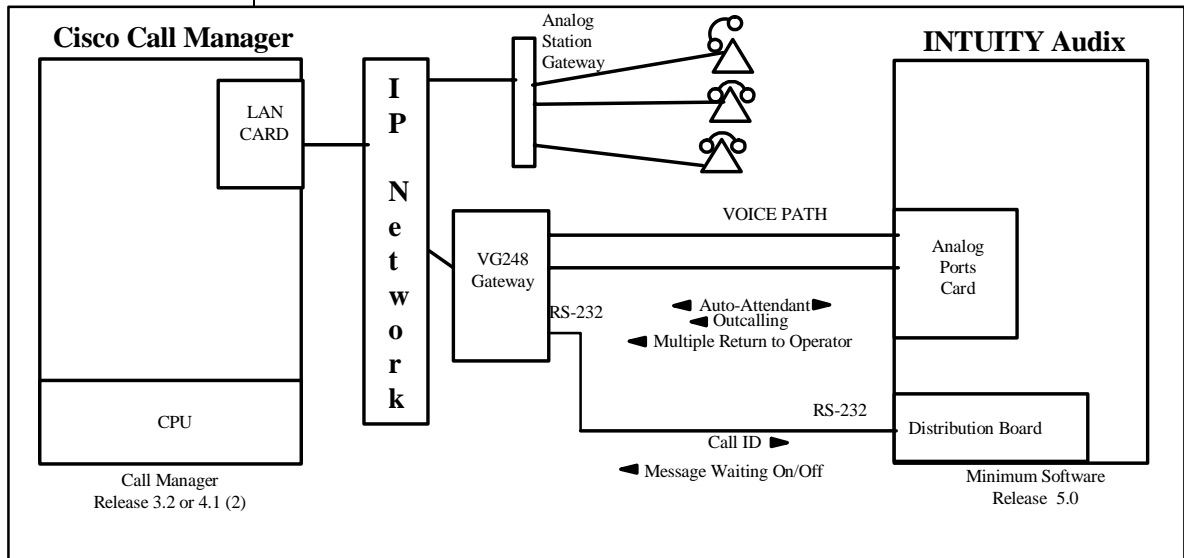 Cisco Call Manager
LAN
CARD
CPU
Call Manager
Release 3.2 or 4.1 (2)
IP Network
Analog
Station
Gateway
VG248
Gateway
RS-232
VOICE PATH
Auto-Attendant
Outcalling
Multiple Return to Operator
RS-232
Call ID
Message Waiting On/Off
INTUITY Audix
Analog
Ports
Card
Distribution Board
Minimum Software
Release 5.0